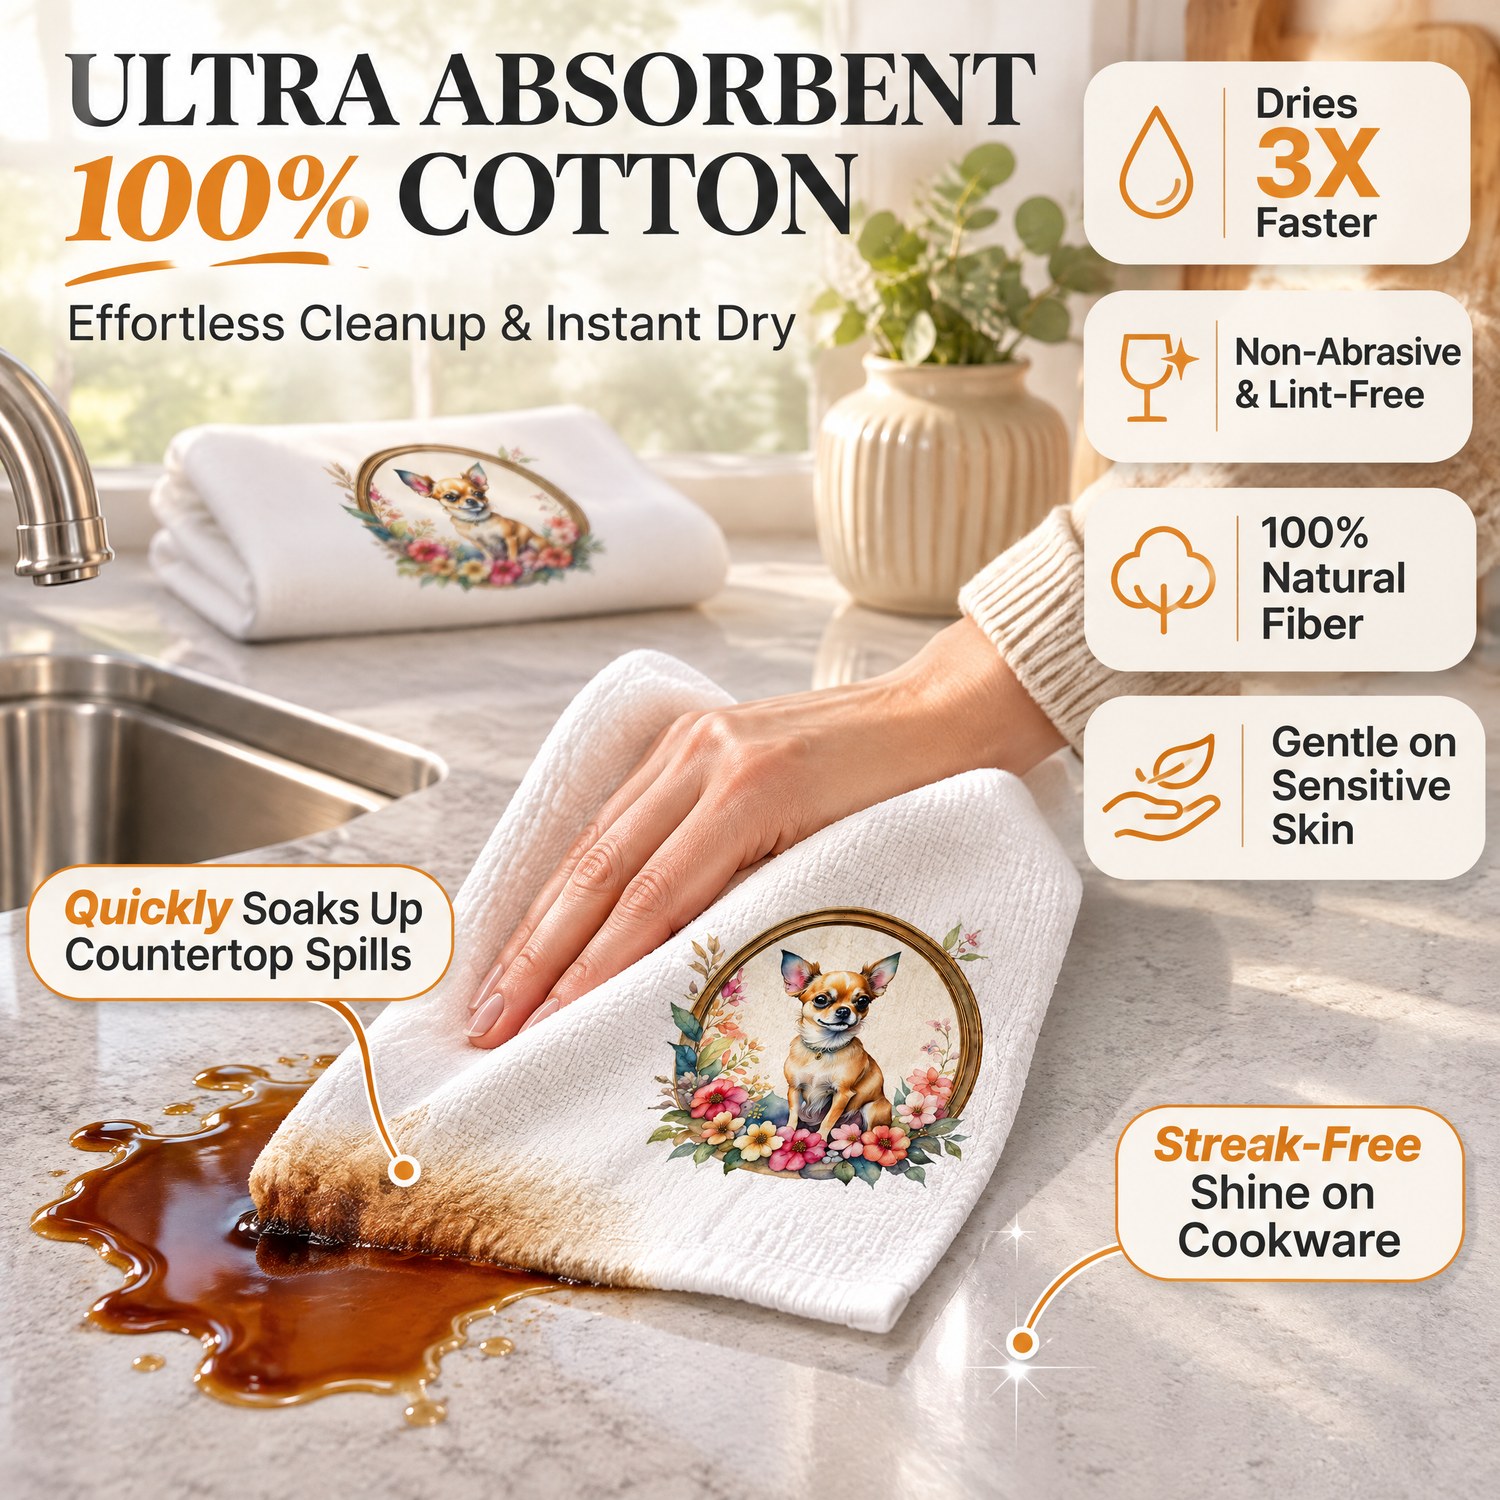 ULTRA ABSORBENT
100% COTTON
Effortless Cleanup & Instant Dry
Dries
3X
Faster
Non-Abrasive
& Lint-Free
100%
Natural
Fiber
Gentle on
Sensitive
Skin
Quickly Soaks Up
Countertop Spills
Streak-Free
Shine on
Cookware